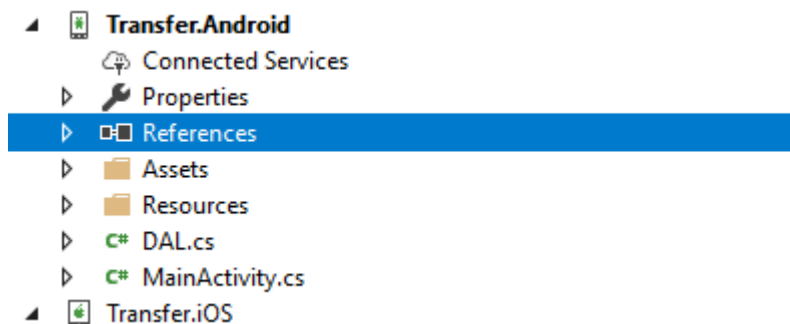 Transfer.Android
Connected Services
Properties
References
Assets
Resources
C# DAL.cs
C# MainActivity.cs
Transfer.iOS